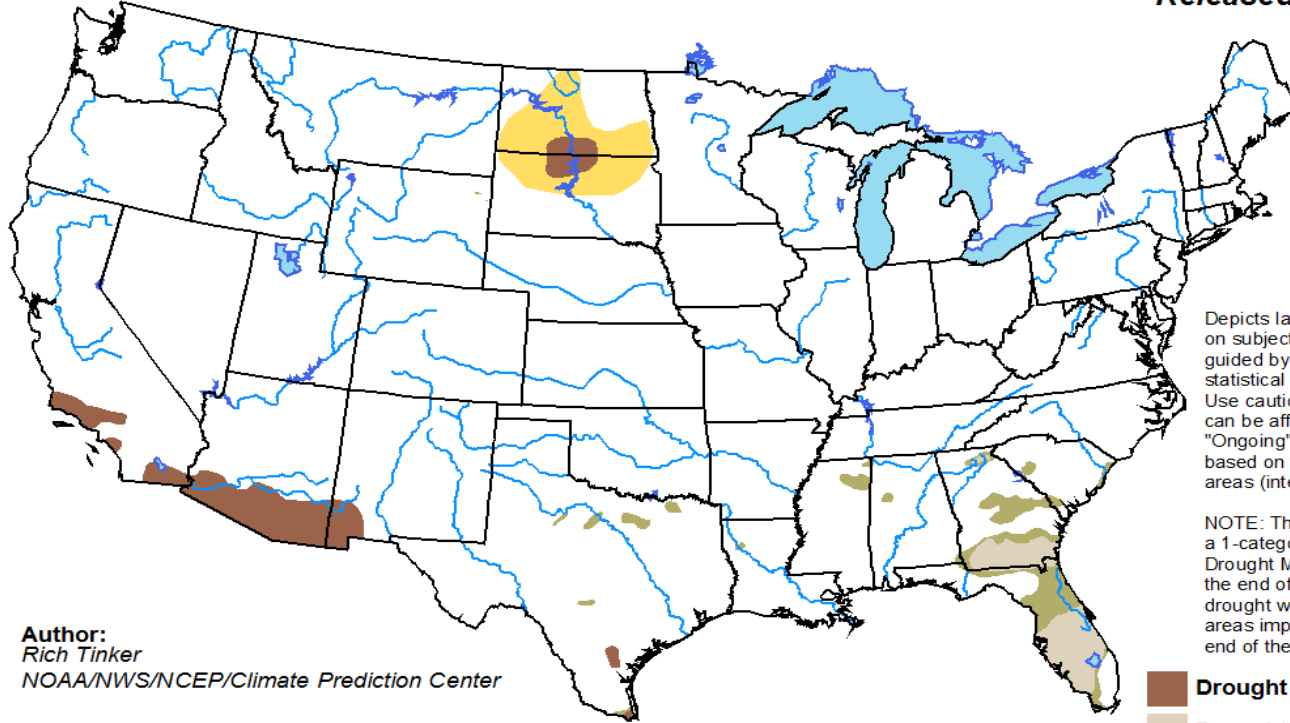 Released
Depicts la
on subject
guided by
statistical
Use cautio
can be affe
"Ongoing"
based on
areas (inte
NOTE: Th
a 1-catego
Drought M
the end of
drought w
areas imp
end of the
Author:
Rich Tinker
NOAA/NWS/NCEP/Climate Prediction Center
Drought